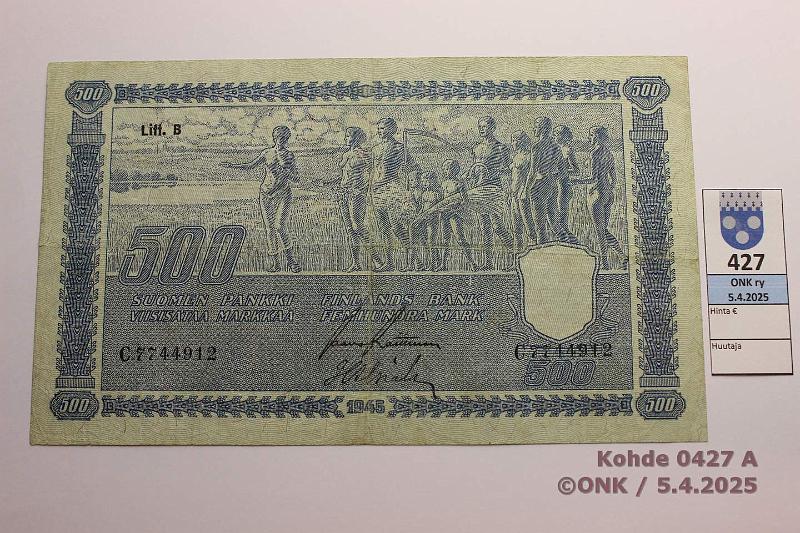 500
500
Litt. B
500
SUOMEN PANKKI FINLANDS BANK
VIISISATAA MARKKAA FEMHUNDRA MARK
C7744912
C7744912
500
500
1945
500
427
ONK ry
5.4.2025
Hinta €
Huutaja
Kohde 0427 A
©ONK / 5.4.2025